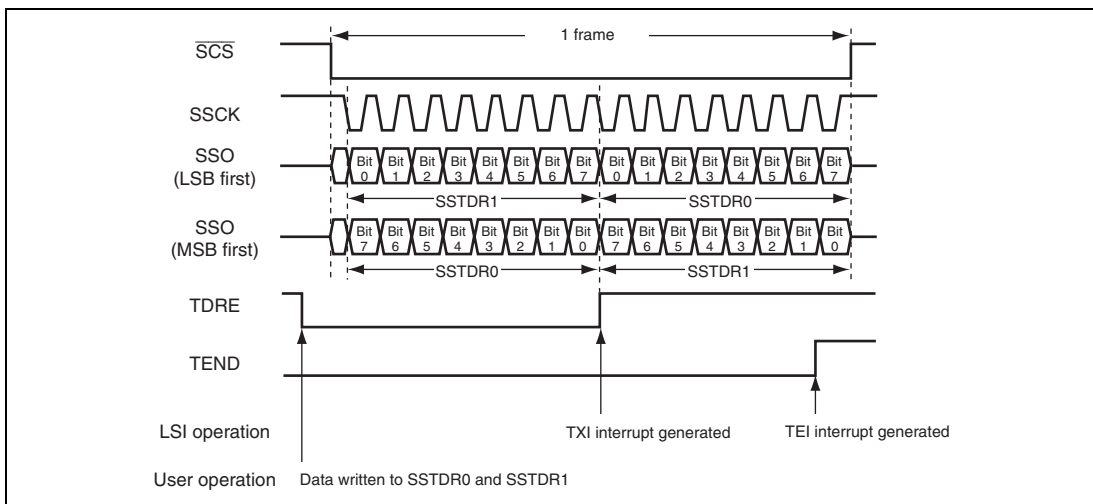 1 frame
SCS
SSCK
SSO
(LSB first)
Bit 0 Bit 1 Bit 2 Bit 3 Bit 4 Bit 5 Bit 6 Bit 7 Bit 0 Bit 1 Bit 2 Bit 3 Bit 4 Bit 5 Bit 6 Bit 7
SSTDR1 SSTDR0
SSO
(MSB first)
Bit 7 Bit 6 Bit 5 Bit 4 Bit 3 Bit 2 Bit 1 Bit 0 Bit 7 Bit 6 Bit 5 Bit 4 Bit 3 Bit 2 Bit 1 Bit 0
SSTDR0 SSTDR1
TDRE
TEND
LSI operation TXI interrupt generated TEI interrupt generated
User operation Data written to SSTDR0 and SSTDR1